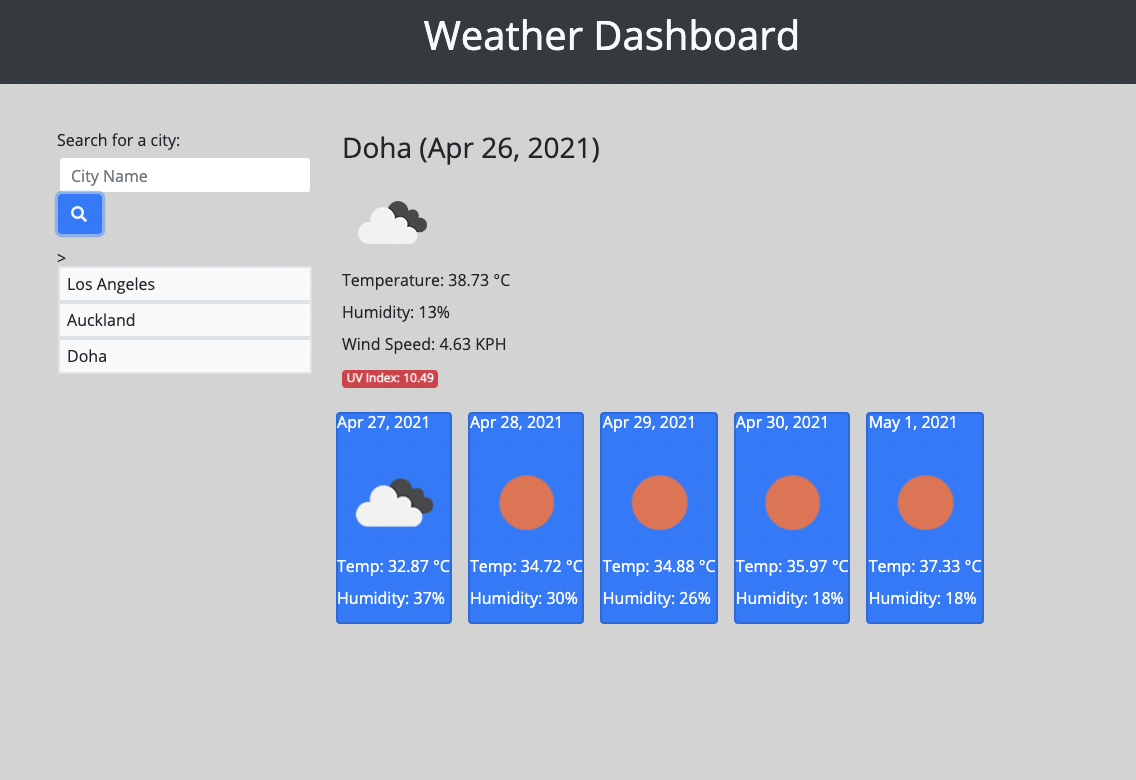 Weather Dashboard
Search for a city:
City Name
>
Los Angeles
Auckland
Doha
Doha (Apr 26, 2021)
Temperature: 38.73 °C
Humidity: 13%
Wind Speed: 4.63 KPH
UV Index: 10.49
Apr 27, 2021
Temp: 32.87 °C
Humidity: 37%
Apr 28, 2021
Temp: 34.72 °C
Humidity: 30%
Apr 29, 2021
Temp: 34.88 °C
Humidity: 26%
Apr 30, 2021
Temp: 35.97 °C
Humidity: 18%
May 1, 2021
Temp: 37.33 °C
Humidity: 18%